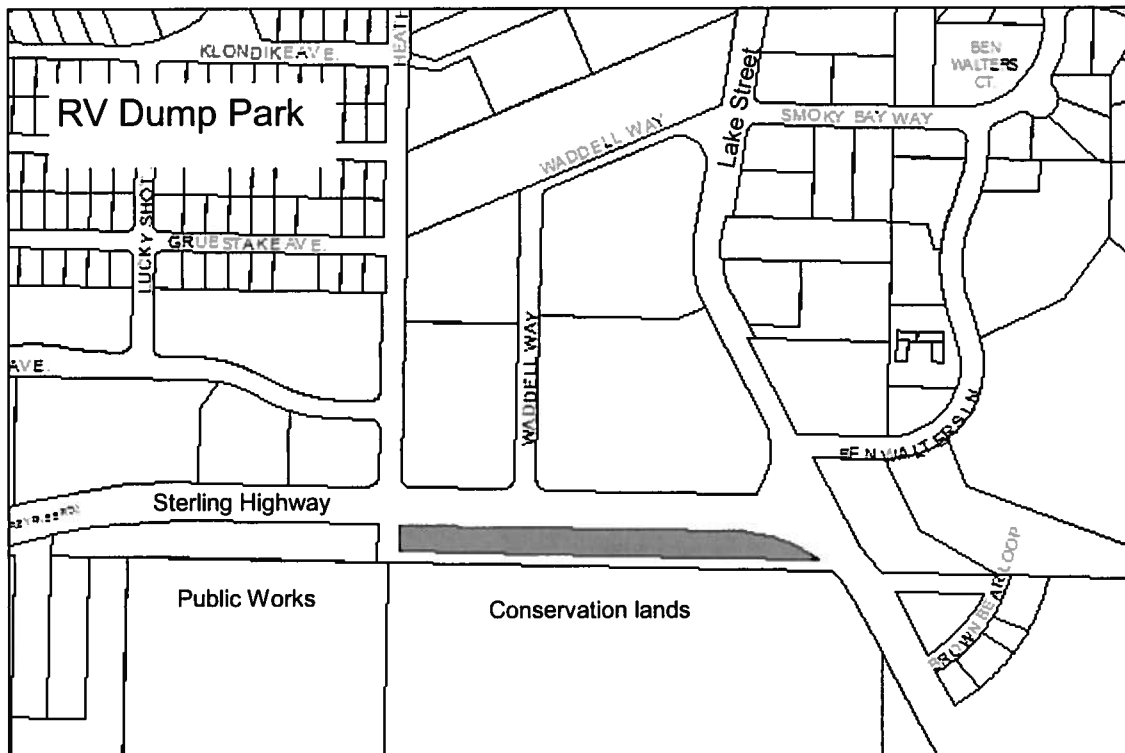 KLONDIKE AVE.
HEATH
RV Dump Park
Lake Street
BEN
WALTERS
CT.
SMOKY BAY WAY
WADDELL WAY
LUCKY SHOT
GRUBSTAKE AVE.
AVE.
WADDELL WAY
BEN WALTERS LN
Sterling Highway
Public Works
Conservation lands
BROWN BEAR LOOP